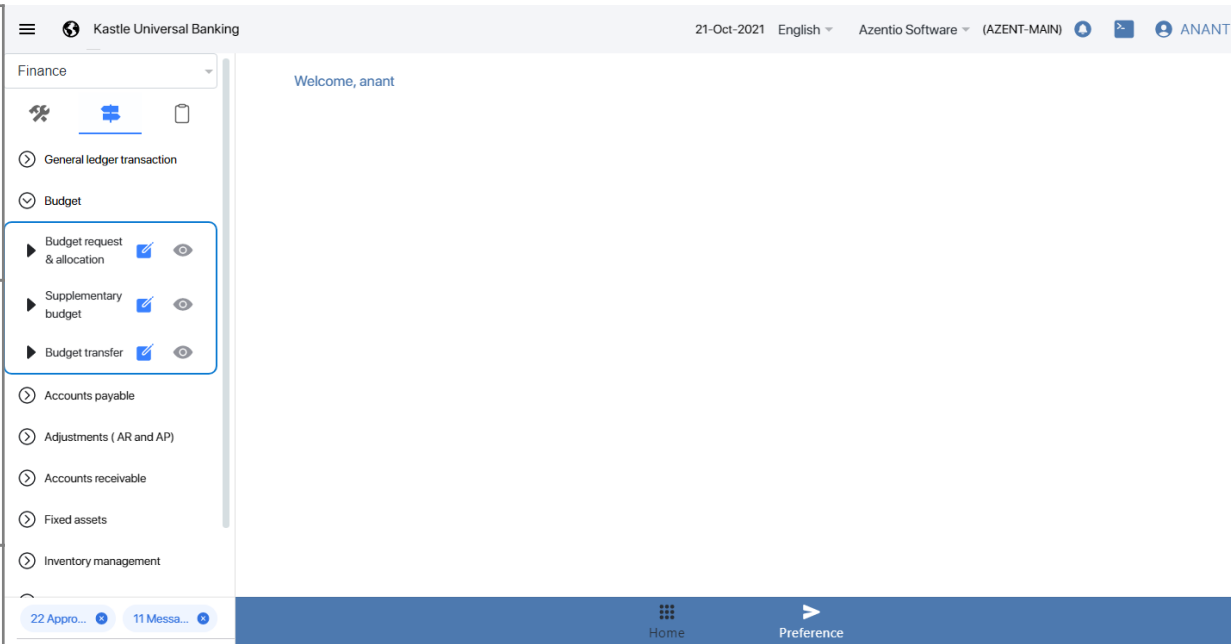 Kastle Universal Banking
21-Oct-2021 English Azentio Software (AZENT-MAIN) ANANT
Finance
Welcome, anant
General ledger transaction
Budget
Budget request
& allocation
Supplementary
budget
Budget transfer
Accounts payable
Adjustments ( AR and AP)
Accounts receivable
Fixed assets
Inventory management
22 Appro... 11 Messa...
Home
Preference